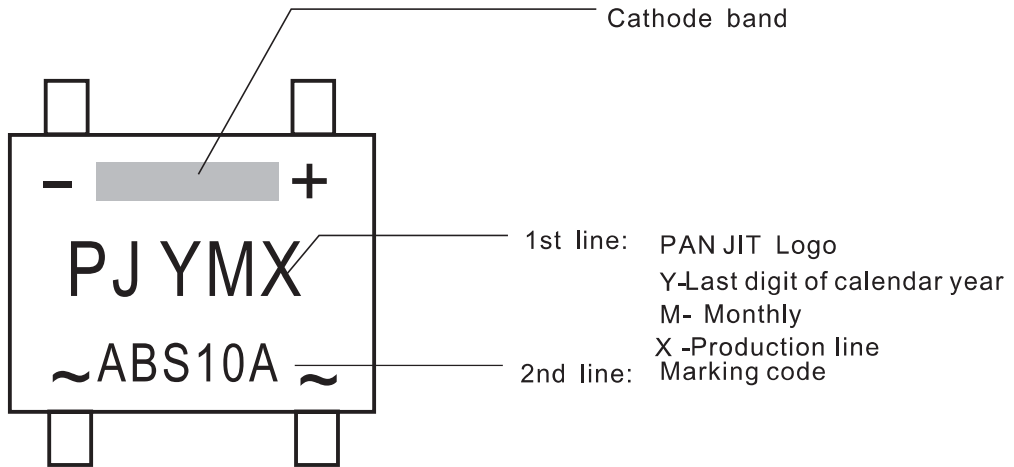 Cathode band
- +
PJ YMX
1st line: PAN JIT Logo
Y-Last digit of calendar year
M- Monthly
X -Production line
~ABS10A ~
2nd line: Marking code